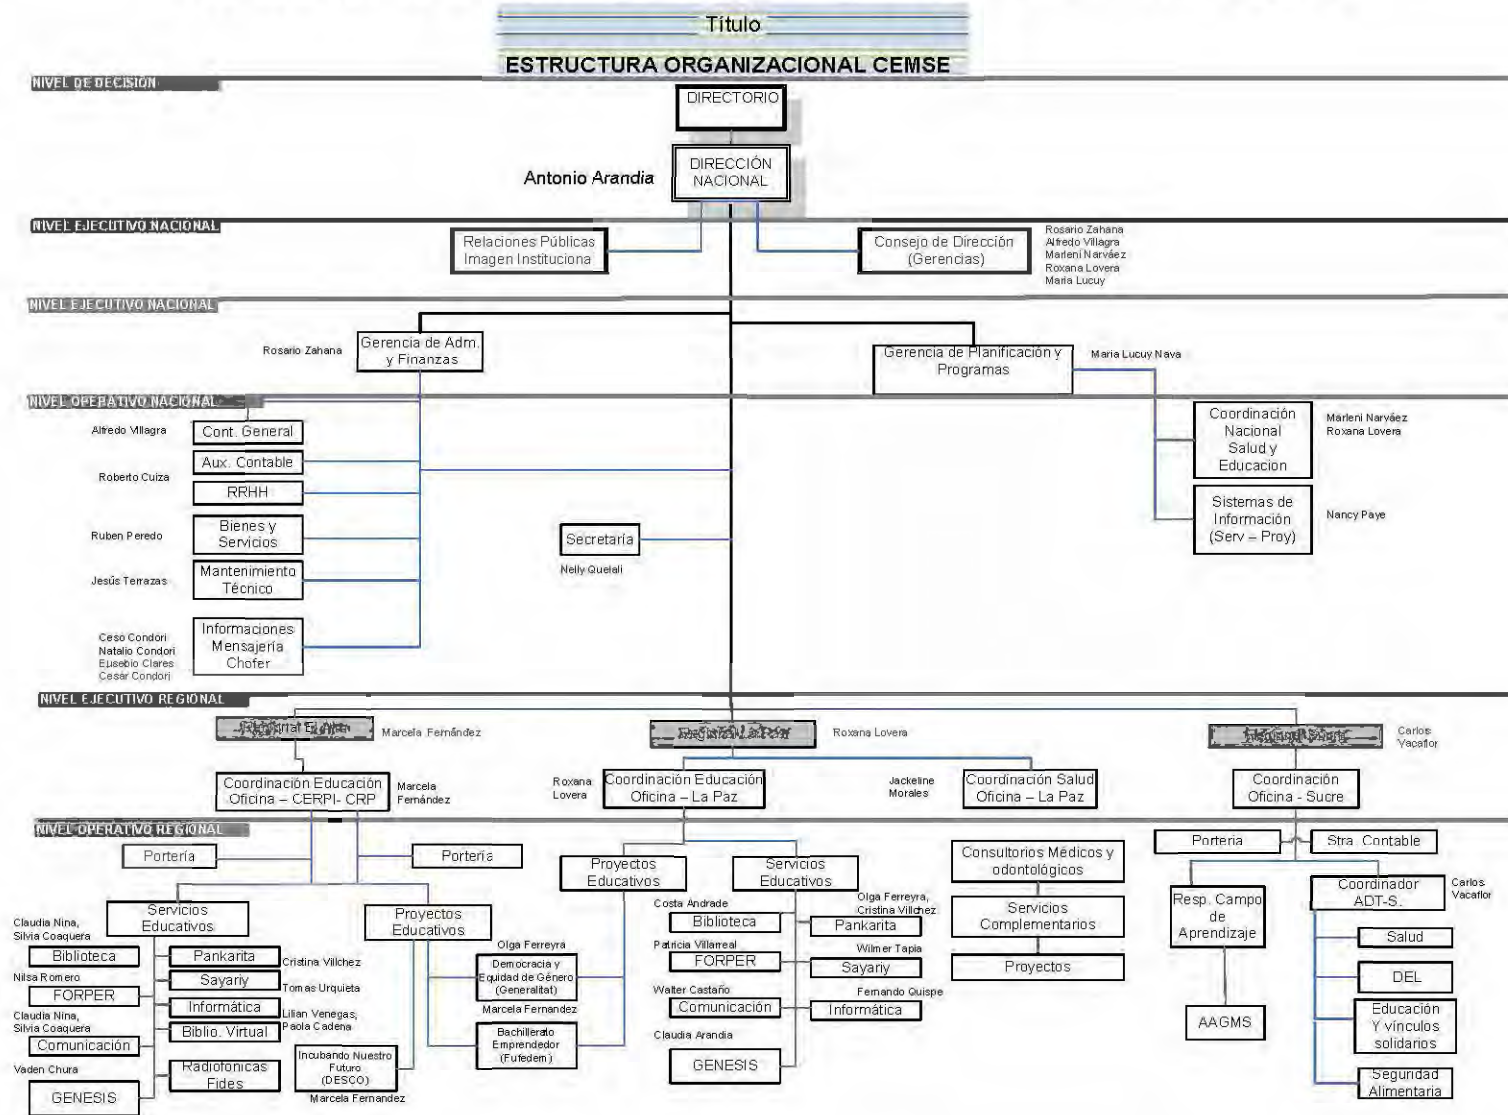 Título
ESTRUCTURA ORGANIZACIONAL CEMSE
NIVEL DE DECISIÓN
DIRECTORIO
DIRECCIÓN
NACIONAL
Antonio Arandia
NIVEL EJECUTIVO NACIONAL
Relaciones Públicas
Imagen Instituciona
Consejo de Dirección
(Gerencias)
Rosario Zahana
Alfredo Villagra
Marleni Narváez
Roxana Lovera
Maria Lucuy
NIVEL EJECUTIVO NACIONAL
Rosario Zahana
Gerencia de Adm.
y Finanzas
Gerencia de Planificación y
Programas
Maria Lucuy Nava
NIVEL OPERATIVO NACIONAL
Alfredo Villagra
Cont. General
Aux. Contable
Roberto Cuiza
RRHH
Ruben Peredo
Bienes y
Servicios
Jesús Terrazas
Mantenimiento
Técnico
Ceso Condori
Natalio Condori
Eusebio Clares
Cesar Condori
Informaciones
Mensajería
Chofer
Secretaría
Nelly Quelali
Coordinación
Nacional
Salud y
Educacion
Marleni Narváez
Roxana Lovera
Sistemas de
Información
(Serv – Proy)
Nancy Paye
NIVEL EJECUTIVO REGIONAL
Marcela Fernández
Roxana Lovera
Carlos
Vacaflor
Coordinación Educación
Oficina – CERPI- CRP
Marcela
Fernández
Roxana
Lovera
Coordinación Educación
Oficina – La Paz
Jackeline
Morales
Coordinación Salud
Oficina – La Paz
Coordinación
Oficina - Sucre
NIVEL OPERATIVO REGIONAL
Portería
Portería
Servicios
Educativos
Claudia Nina,
Silvia Coaquera
Biblioteca
Nilsa Romero
FORPER
Claudia Nina,
Silvia Coaquera
Comunicación
Vaden Chura
GENESIS
Pankarita
Cristina Villchez
Sayariy
Tomas Urquieta
Informática
Lilian Venegas,
Paola Cadena
Biblio. Virtual
Radiofonicas
Fides
Proyectos
Educativos
Olga Ferreyra
Democracia y
Equidad de Género
(Generalitat)
Marcela Fernandez
Bachillerato
Emprendedor
(Fufedem)
Incubando Nuestro
Futuro
(DESCO)
Marcela Fernandez
Proyectos
Educativos
Servicios
Educativos
Costa Andrade
Biblioteca
Patricia Villarreal
FORPER
Walter Castaño
Comunicación
Claudia Arandia
GENESIS
Olga Ferreyra,
Cristina Villchez
Pankarita
Wilmer Tapia
Sayariy
Fernando Quispe
Informática
Consultorios Médicos y
odontológicos
Servicios
Complementarios
Proyectos
Porteria
Stra. Contable
Resp. Campo
de
Aprendizaje
AAGMS
Coordinador
ADT-S.
Carlos
Vacaflor
Salud
DEL
Educación
Y vínculos
solidarios
Seguridad
Alimentaria